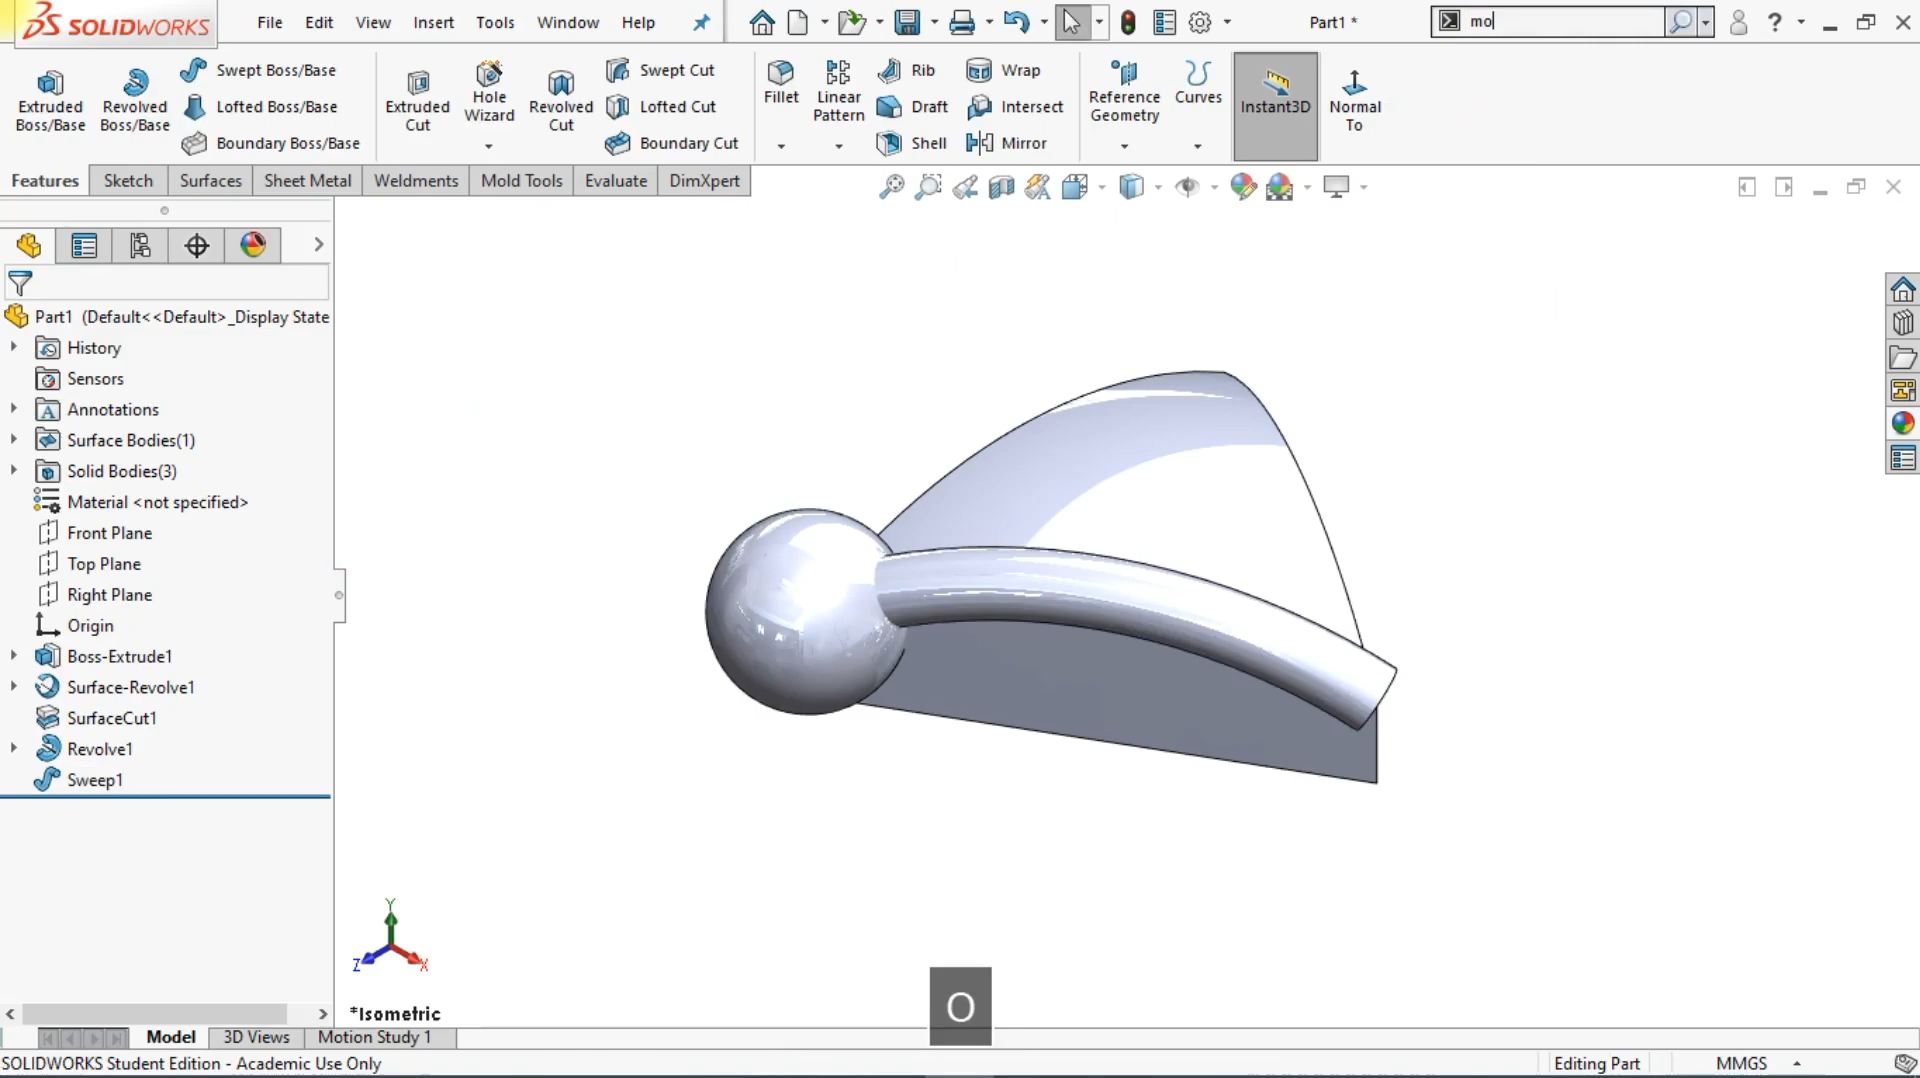 SOLIDWORKS
File Edit View Insert Tools Window Help
Part1 *
mo
Extruded Boss/Base
Revolved Boss/Base
Swept Boss/Base
Lofted Boss/Base
Boundary Boss/Base
Extruded Cut
Hole Wizard
Revolved Cut
Swept Cut
Lofted Cut
Boundary Cut
Fillet
Linear Pattern
Rib
Draft
Shell
Wrap
Intersect
Mirror
Reference Geometry
Curves
Instant3D
Normal To
Features Sketch Surfaces Sheet Metal Weldments Mold Tools Evaluate DimXpert
Part1 (Default<<Default>_Display State
History
Sensors
Annotations
Surface Bodies(1)
Solid Bodies(3)
Material <not specified>
Front Plane
Top Plane
Right Plane
Origin
Boss-Extrude1
Surface-Revolve1
SurfaceCut1
Revolve1
Sweep1
Y
Z
X
*Isometric
O
Model 3D Views Motion Study 1
SOLIDWORKS Student Edition - Academic Use Only
Editing Part
MMGS